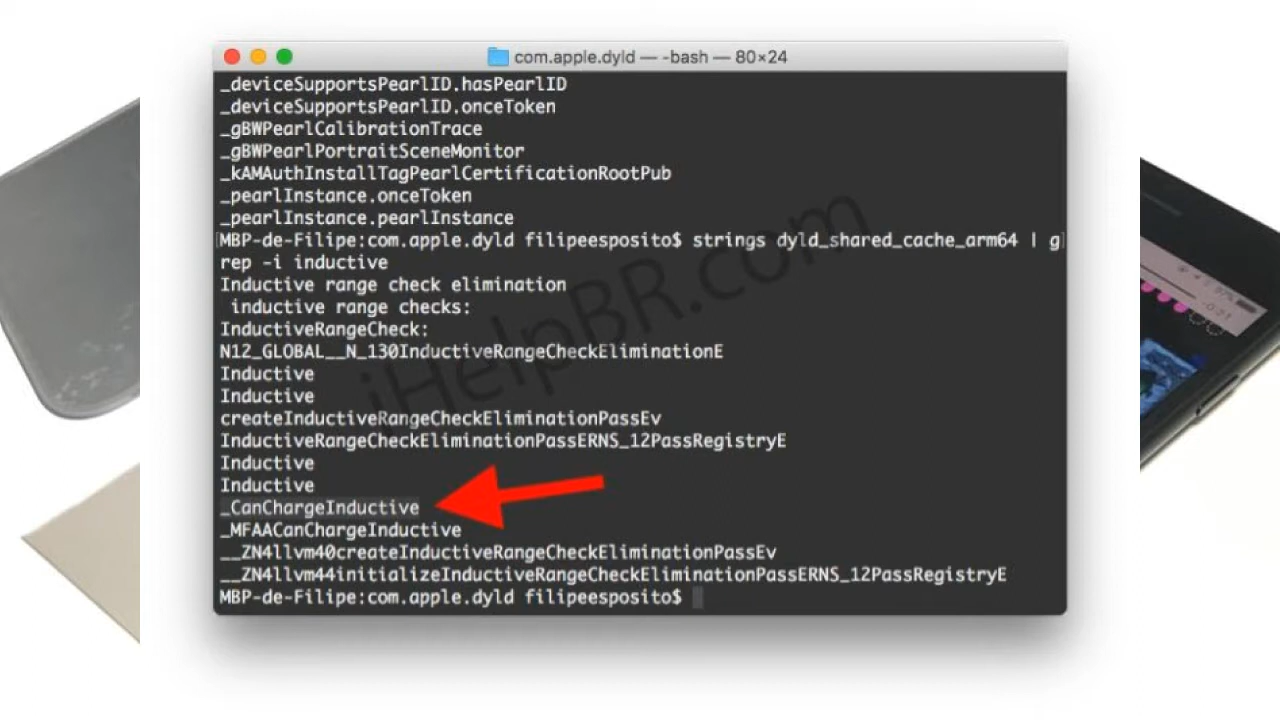 com.apple.dyld — -bash — 80×24
_deviceSupportsPearlID.hasPearlID
_deviceSupportsPearlID.onceToken
_gBWPearlCalibrationTrace
_gBWPearlPortraitSceneMonitor
_kAMAuthInstallTagPearlCertificationRootPub
_pearlInstance.onceToken
_pearlInstance.pearlInstance
[MBP-de-Filipe:com.apple.dyld filipeesposito$ strings dyld_shared_cache_arm64 | g]
rep -i inductive
Inductive range check elimination
inductive range checks:
InductiveRangeCheck:
N12_GLOBAL__N_130InductiveRangeCheckEliminationE
Inductive
Inductive
createInductiveRangeCheckEliminationPassEv
InductiveRangeCheckEliminationPassERNS_12PassRegistryE
Inductive
Inductive
_CanChargeInductive
_MFAACanChargeInductive
__ZN4llvm40createInductiveRangeCheckEliminationPassEv
__ZN4llvm44initializeInductiveRangeCheckEliminationPassERNS_12PassRegistryE
MBP-de-Filipe:com.apple.dyld filipeesposito$
iHelpBR.com